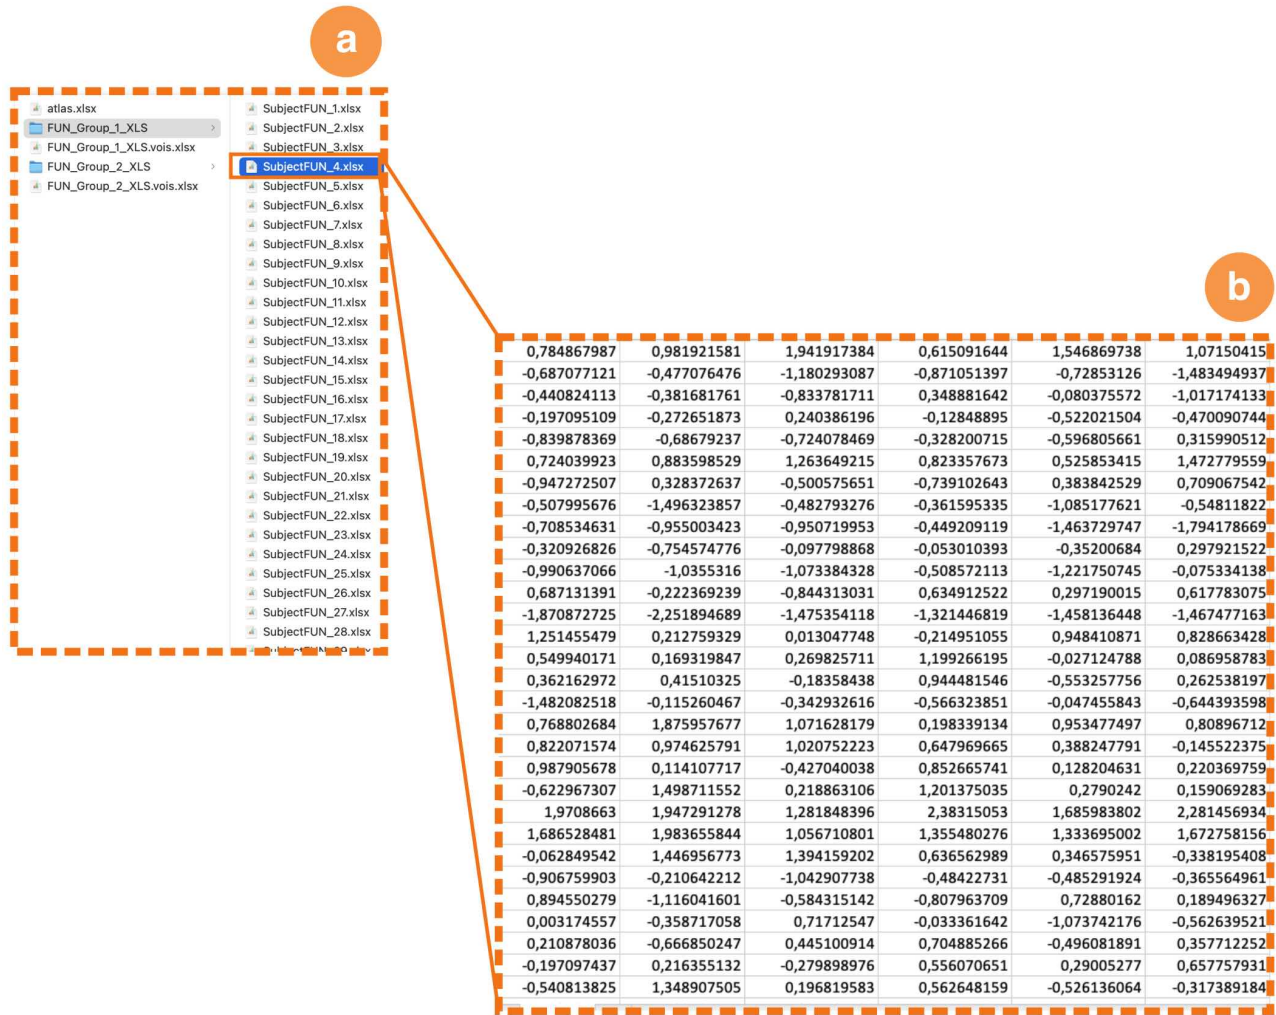 a
atlas.xlsx
FUN_Group_1_XLS
FUN_Group_1_XLS.vois.xlsx
FUN_Group_2_XLS
FUN_Group_2_XLS.vois.xlsx
SubjectFUN_1.xlsx
SubjectFUN_2.xlsx
SubjectFUN_3.xlsx
SubjectFUN_4.xlsx
SubjectFUN_5.xlsx
SubjectFUN_6.xlsx
SubjectFUN_7.xlsx
SubjectFUN_8.xlsx
SubjectFUN_9.xlsx
SubjectFUN_10.xlsx
SubjectFUN_11.xlsx
SubjectFUN_12.xlsx
SubjectFUN_13.xlsx
SubjectFUN_14.xlsx
SubjectFUN_15.xlsx
SubjectFUN_16.xlsx
SubjectFUN_17.xlsx
SubjectFUN_18.xlsx
SubjectFUN_19.xlsx
SubjectFUN_20.xlsx
SubjectFUN_21.xlsx
SubjectFUN_22.xlsx
SubjectFUN_23.xlsx
SubjectFUN_24.xlsx
SubjectFUN_25.xlsx
SubjectFUN_26.xlsx
SubjectFUN_27.xlsx
SubjectFUN_28.xlsx
b
0,784867987 0,981921581 1,941917384 0,615091644 1,546869738 1,07150415
-0,687077121 -0,477076476 -1,180293087 -0,871051397 -0,72853126 -1,483494937
-0,440824113 -0,381681761 -0,833781711 0,348881642 -0,080375572 -1,017174133
-0,197095109 -0,272651873 0,240386196 -0,12848895 -0,522021504 -0,470090744
-0,839878369 -0,68679237 -0,724078469 -0,328200715 -0,596805661 0,315990512
0,724039923 0,883598529 1,263649215 0,823357673 0,525853415 1,472779559
-0,947272507 0,328372637 -0,500575651 -0,739102643 0,383842529 0,709067542
-0,507995676 -1,496323857 -0,482793276 -0,361595335 -1,085177621 -0,54811822
-0,708534631 -0,955003423 -0,950719953 -0,449209119 -1,463729747 -1,794178669
-0,320926826 -0,754574776 -0,097798868 -0,053010393 -0,35200684 0,297921522
-0,990637066 -1,0355316 -1,073384328 -0,508572113 -1,221750745 -0,075334138
0,687131391 -0,222369239 -0,844313031 0,634912522 0,297190015 0,617783075
-1,870872725 -2,251894689 -1,475354118 -1,321446819 -1,458136448 -1,467477163
1,251455479 0,212759329 0,013047748 -0,214951055 0,948410871 0,828663428
0,549940171 0,169319847 0,269825711 1,199266195 -0,027124788 0,086958783
0,362162972 0,41510325 -0,18358438 0,944481546 -0,553257756 0,262538197
-1,482082518 -0,115260467 -0,342932616 -0,566323851 -0,047455843 -0,644393598
0,768802684 1,875957677 1,071628179 0,198339134 0,953477497 0,80896712
0,822071574 0,974625791 1,020752223 0,647969665 0,388247791 -0,145522375
0,987905678 0,114107717 -0,427040038 0,852665741 0,128204631 0,220369759
-0,622967307 1,498711552 0,218863106 1,201375035 0,2790242 0,159069283
1,9708663 1,947291278 1,281848396 2,38315053 1,685983802 2,281456934
1,686528481 1,983655844 1,056710801 1,355480276 1,333695002 1,672758156
-0,062849542 1,446956773 1,394159202 0,636562989 0,346575951 -0,338195408
-0,906759903 -0,210642212 -1,042907738 -0,48422731 -0,485291924 -0,365564961
0,894550279 -1,116041601 -0,584315142 -0,807963709 0,72880162 0,189496327
0,003174557 -0,358717058 0,71712547 -0,033361642 -1,073742176 -0,562639521
0,210878036 -0,666850247 0,445100914 0,704885266 -0,496081891 0,357712252
-0,197097437 0,216355132 -0,279898976 0,556070651 0,29005277 0,657757931
-0,540813825 1,348907505 0,196819583 0,562648159 -0,526136064 -0,317389184